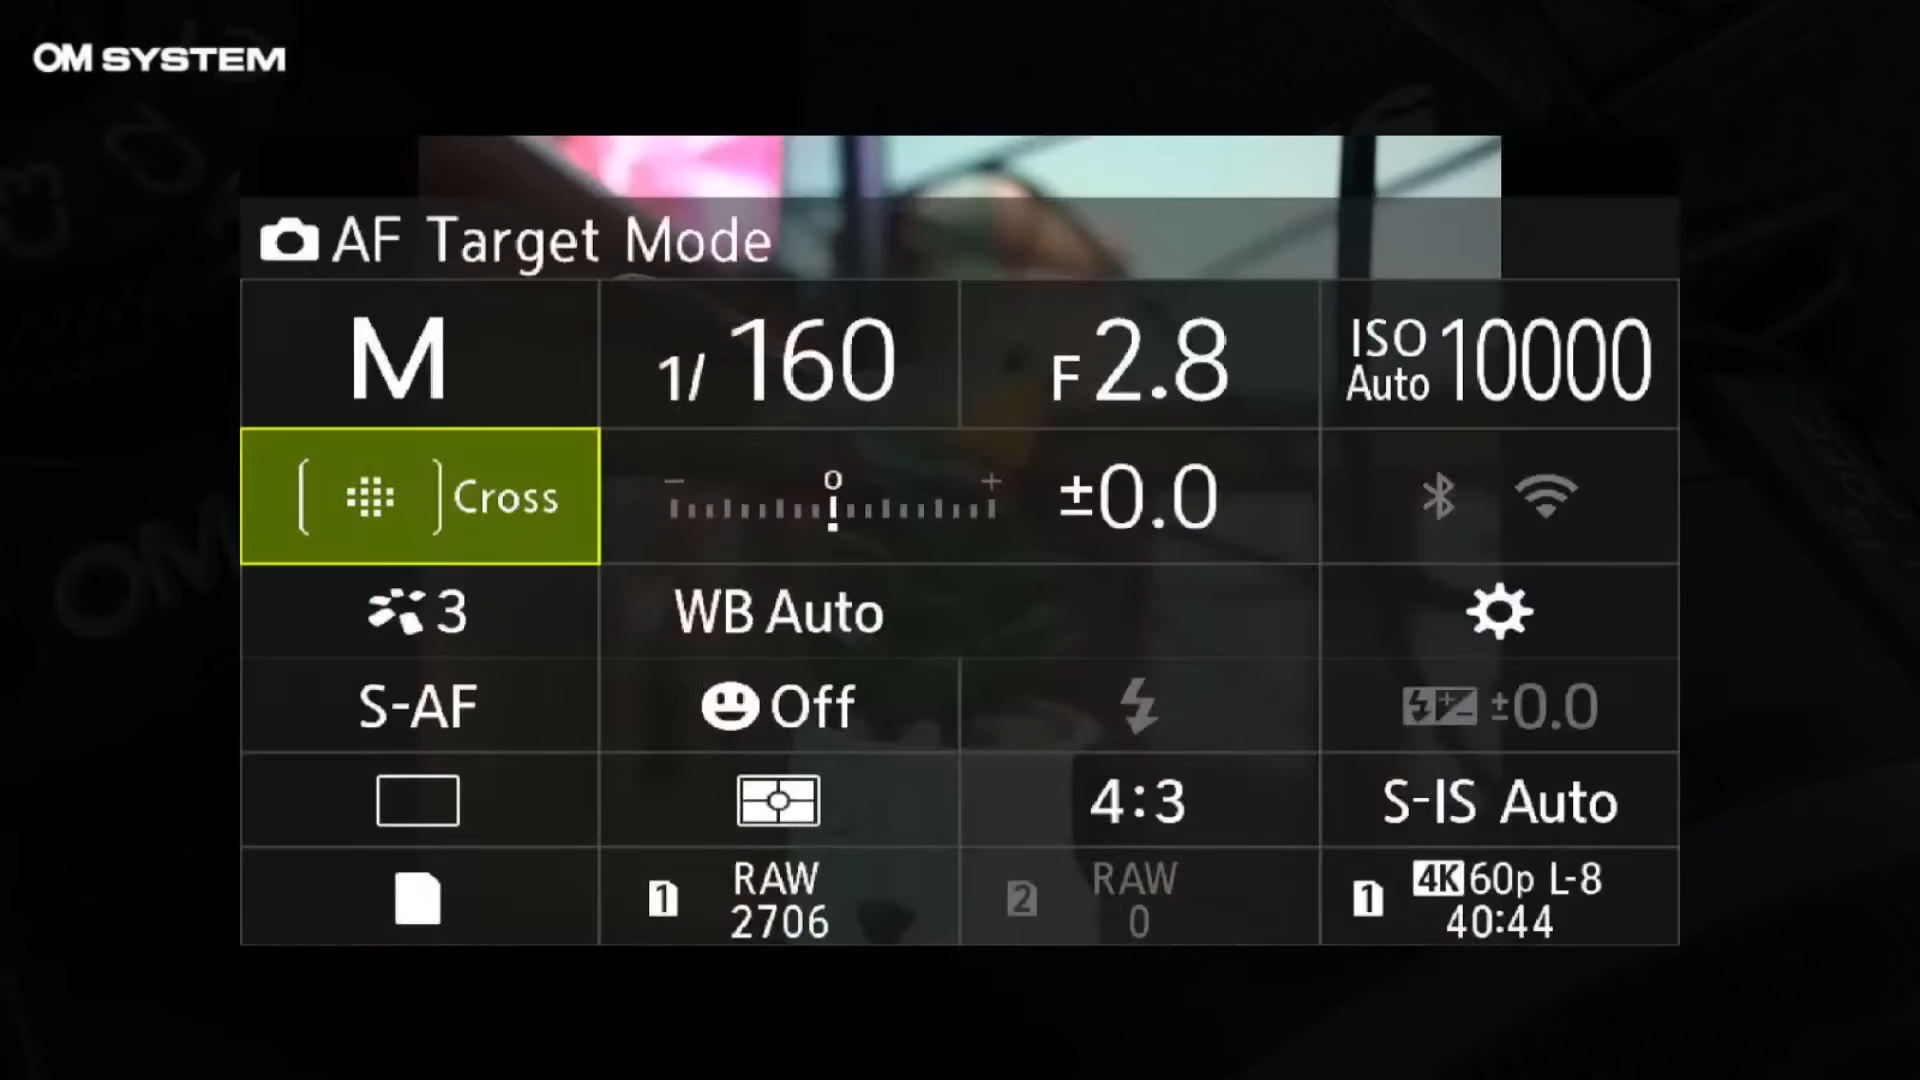 OM SYSTEM
AF Target Mode
M
1/160
F2.8
ISO Auto 10000
Cross
- 0 +
±0.0
3
WB Auto
S-AF
Off
±0.0
4:3
S-IS Auto
1 RAW
2706
2 RAW
0
1 4K 60p L-8
40:44